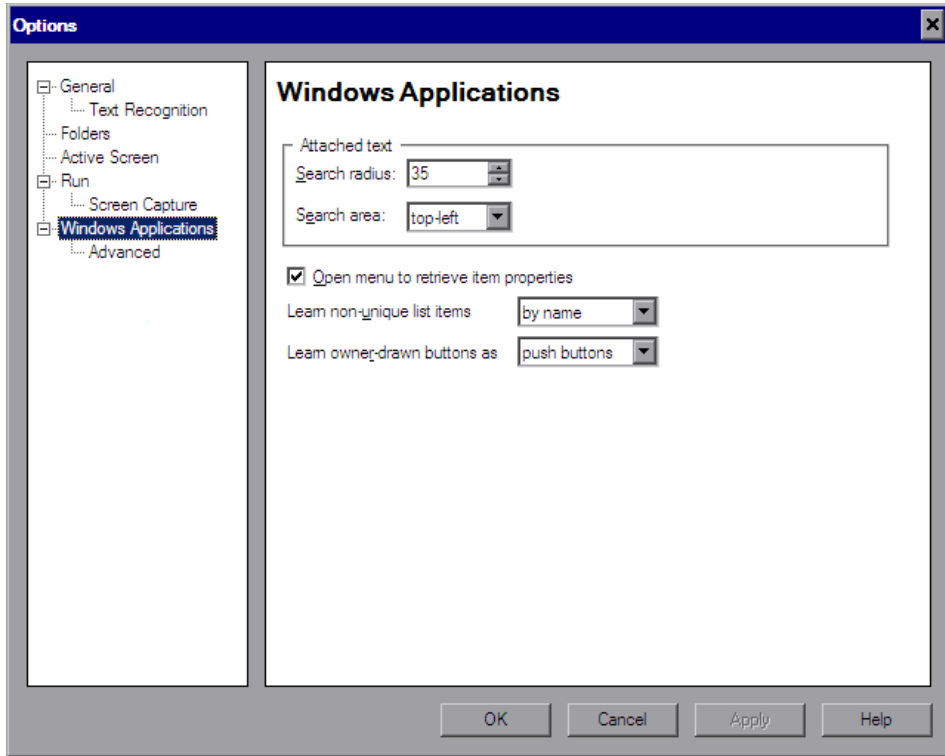 Options
General
Text Recognition
Folders
Active Screen
Run
Screen Capture
Windows Applications
Advanced
Windows Applications
Attached text
Search radius: 35
Search area: top-left
Open menu to retrieve item properties
Learn non-unique list items by name
Learn owner-drawn buttons as push buttons
OK Cancel Apply Help